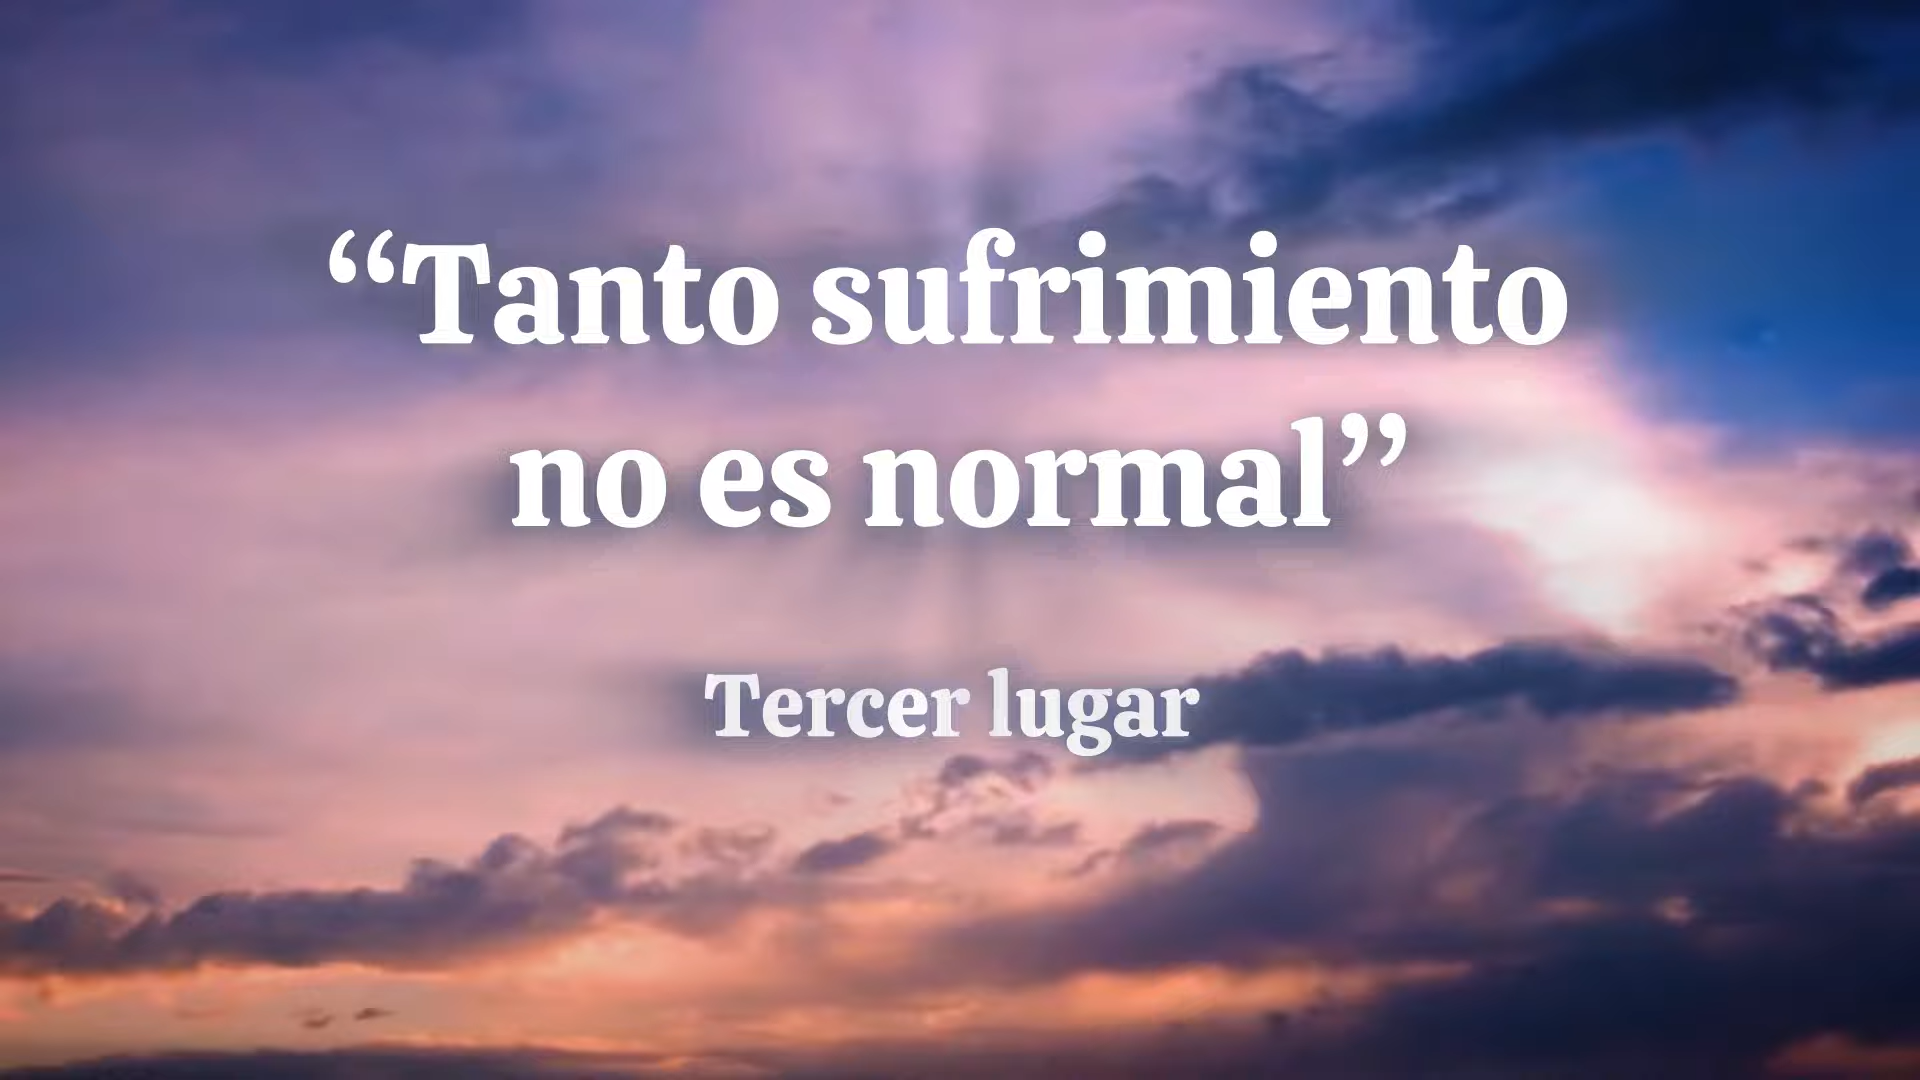 “Tanto sufrimiento
no es normal”
Tercer lugar